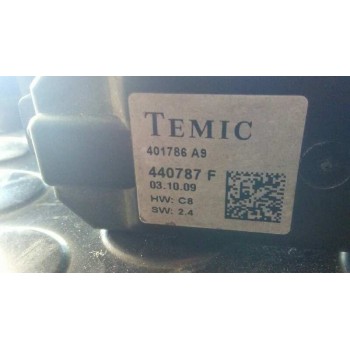 TEMIC
401786 A9
440787 F
03.10.09
HW: C8
SW: 2.4